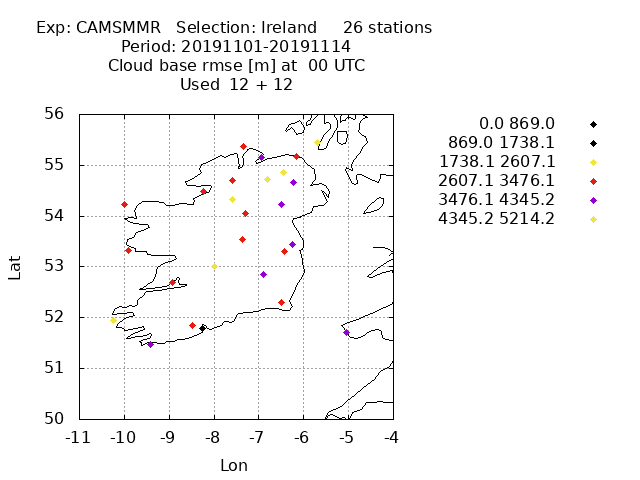 Exp: CAMSMMR   Selection: Ireland     26 stations
Period: 20191101-20191114
Cloud base rmse [m] at  00 UTC
Used  12 + 12
0.0 869.0
869.0 1738.1
1738.1 2607.1
2607.1 3476.1
3476.1 4345.2
4345.2 5214.2
56
55
54
53
52
51
50
Lat
-11 -10 -9 -8 -7 -6 -5 -4
Lon